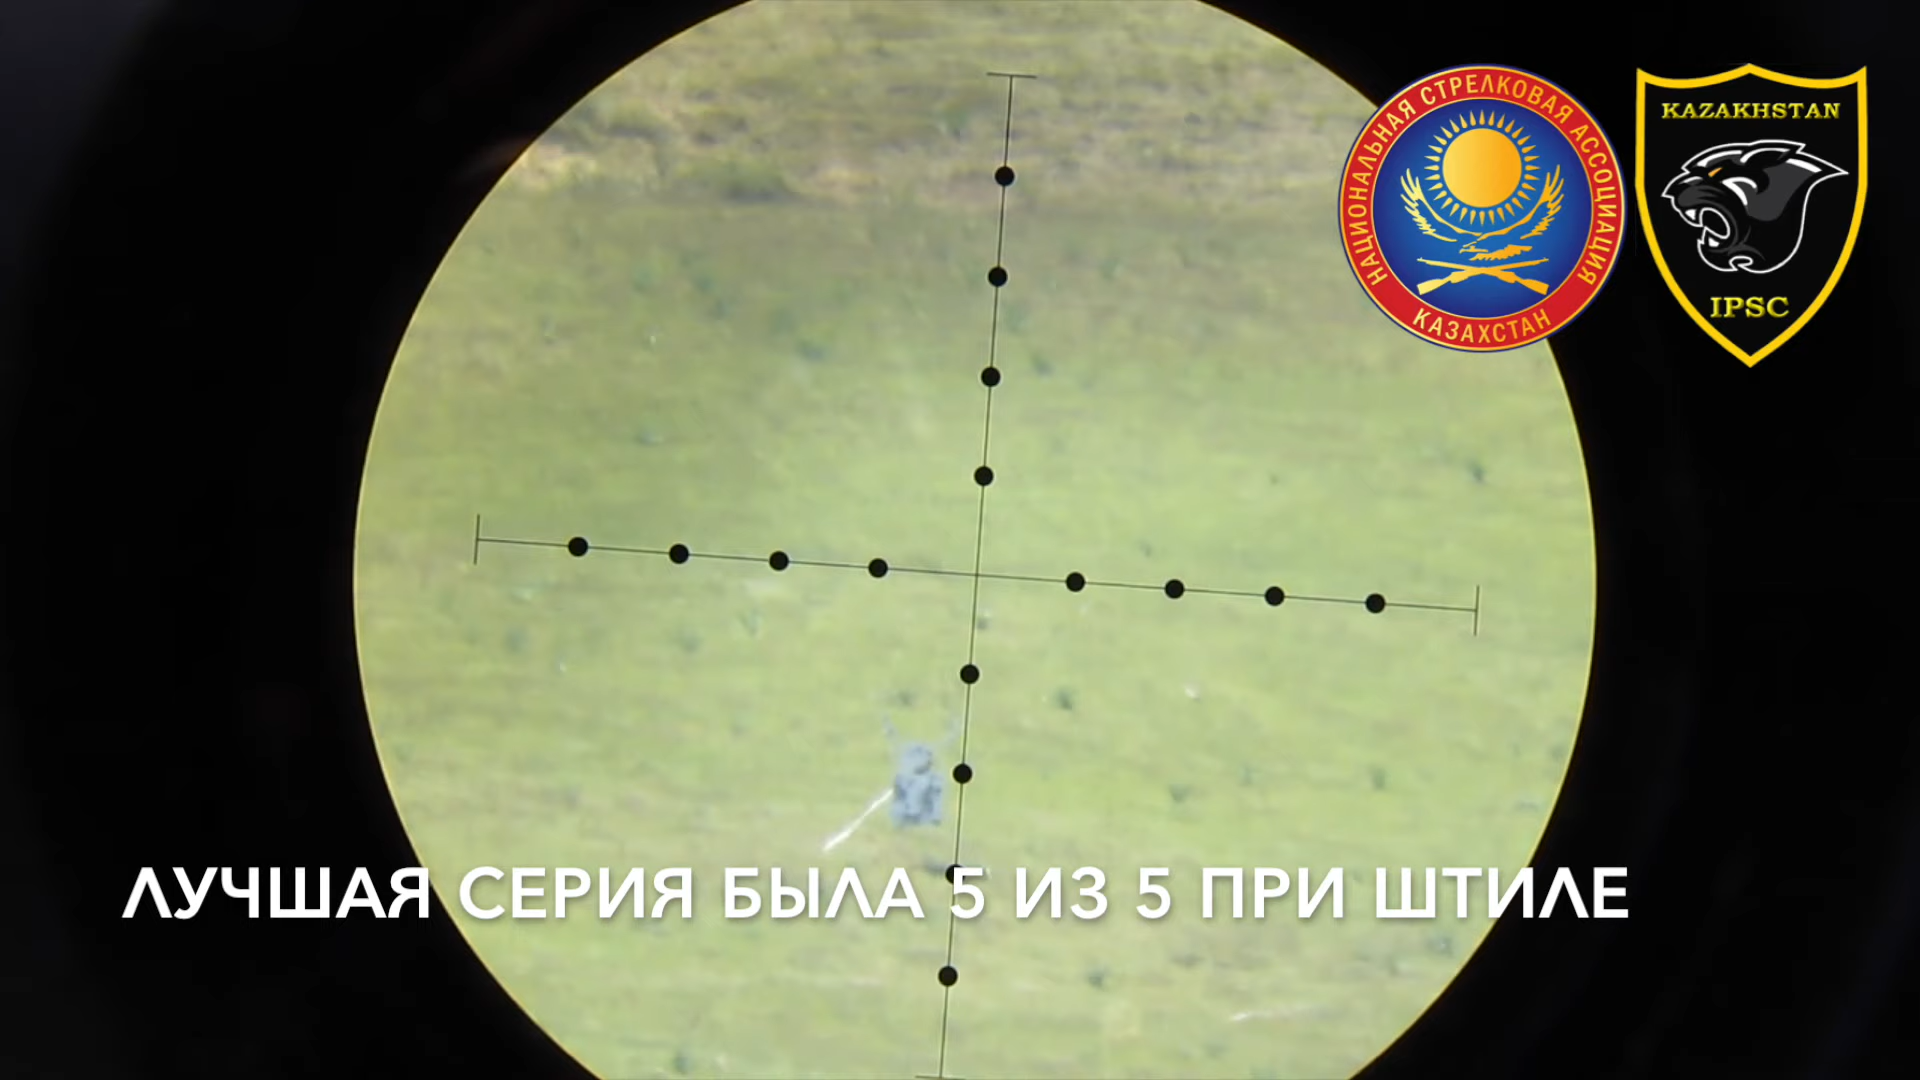 НАЦИОНАЛЬНАЯ СТРЕЛКОВАЯ АССОЦИАЦИЯ
КАЗАХСТАН
KAZAKHSTAN
IPSC
ЛУЧШАЯ СЕРИЯ БЫЛА 5 ИЗ 5 ПРИ ШТИЛЕ